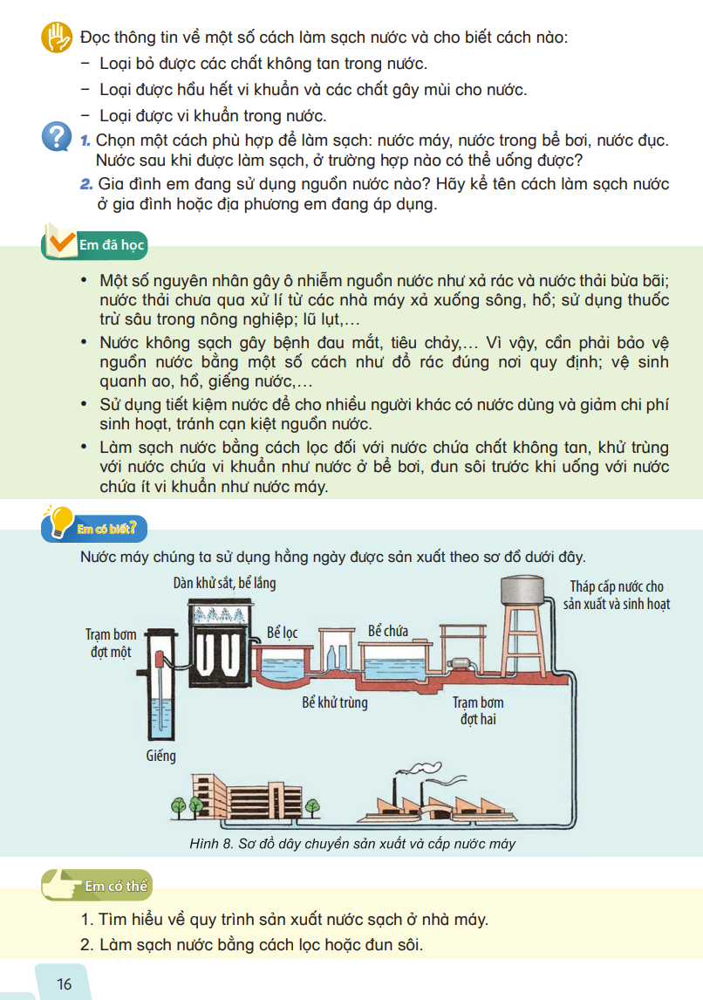 Đọc thông tin về một số cách làm sạch nước và cho biết cách nào:
– Loại bỏ được các chất không tan trong nước.
– Loại được hầu hết vi khuẩn và các chất gây mùi cho nước.
– Loại được vi khuẩn trong nước.
? 1. Chọn một cách phù hợp để làm sạch: nước máy, nước trong bể bơi, nước đục.
Nước sau khi được làm sạch, ở trường hợp nào có thể uống được?
2. Gia đình em đang sử dụng nguồn nước nào? Hãy kể tên cách làm sạch nước
ở gia đình hoặc địa phương em đang áp dụng.
Em đã học
• Một số nguyên nhân gây ô nhiễm nguồn nước như xả rác và nước thải bừa bãi;
nước thải chưa qua xử lí từ các nhà máy xả xuống sông, hồ; sử dụng thuốc
trừ sâu trong nông nghiệp; lũ lụt,...
• Nước không sạch gây bệnh đau mắt, tiêu chảy,... Vì vậy, cần phải bảo vệ
nguồn nước bằng một số cách như đổ rác đúng nơi quy định; vệ sinh
quanh ao, hồ, giếng nước,...
• Sử dụng tiết kiệm nước để cho nhiều người khác có nước dùng và giảm chi phí
sinh hoạt, tránh cạn kiệt nguồn nước.
• Làm sạch nước bằng cách lọc đối với nước chứa chất không tan, khử trùng
với nước chứa vi khuẩn như nước ở bể bơi, đun sôi trước khi uống với nước
chứa ít vi khuẩn như nước máy.
Em có biết?
Nước máy chúng ta sử dụng hằng ngày được sản xuất theo sơ đồ dưới đây.
Dàn khử sắt, bể lắng
Tháp cấp nước cho
sản xuất và sinh hoạt
Trạm bơm
đợt một
Bể lọc
Bể chứa
Bể khử trùng
Trạm bơm
đợt hai
Giếng
Hình 8. Sơ đồ dây chuyền sản xuất và cấp nước máy
Em có thể
1. Tìm hiểu về quy trình sản xuất nước sạch ở nhà máy.
2. Làm sạch nước bằng cách lọc hoặc đun sôi.
16